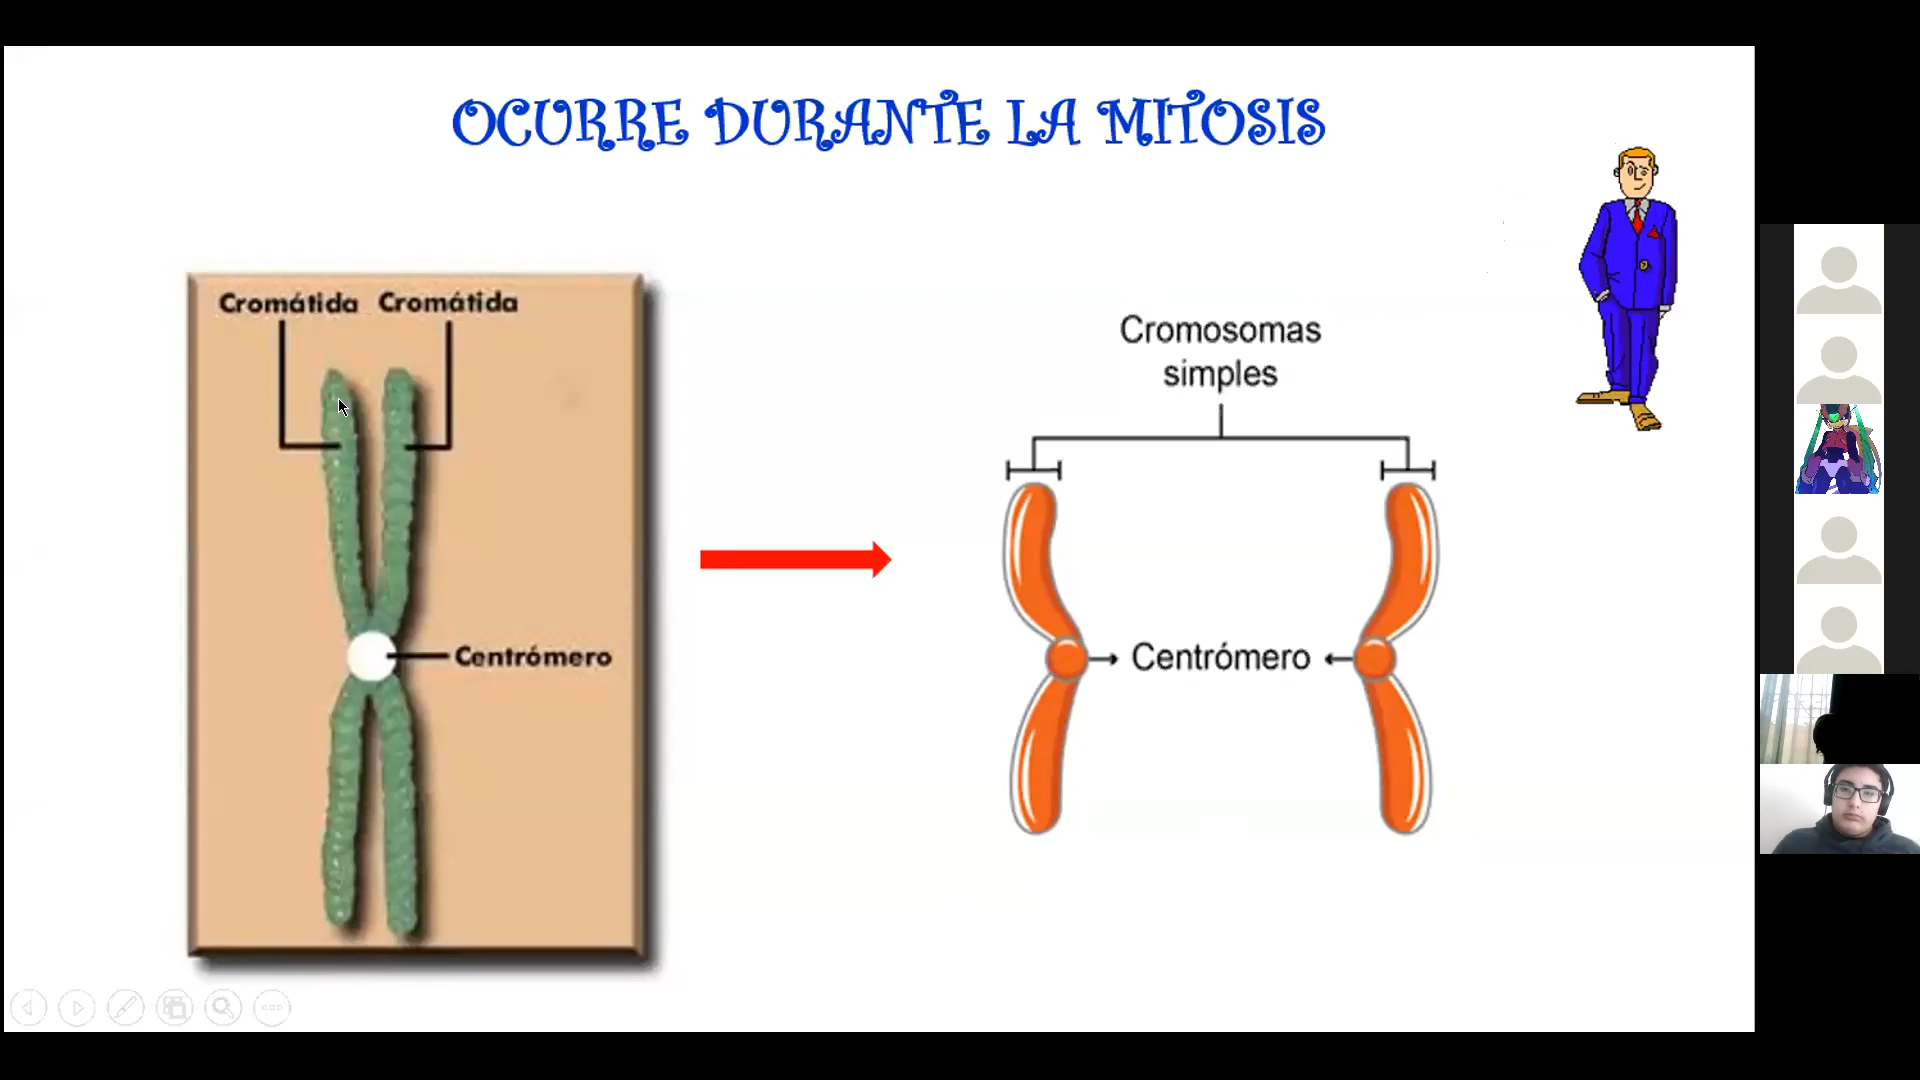 OCURRE DURANTE LA MITOSIS
Cromátida Cromátida
Centrómero
Cromosomas
simples
Centrómero